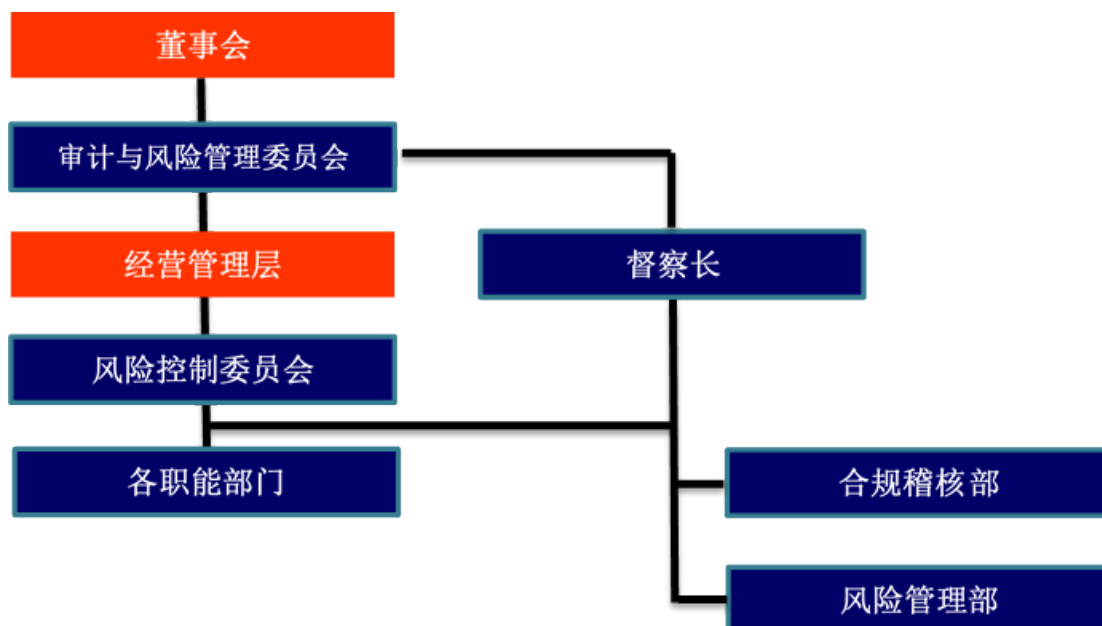 董事会
审计与风险管理委员会
经营管理层
督察长
风险控制委员会
各职能部门
合规稽核部
风险管理部